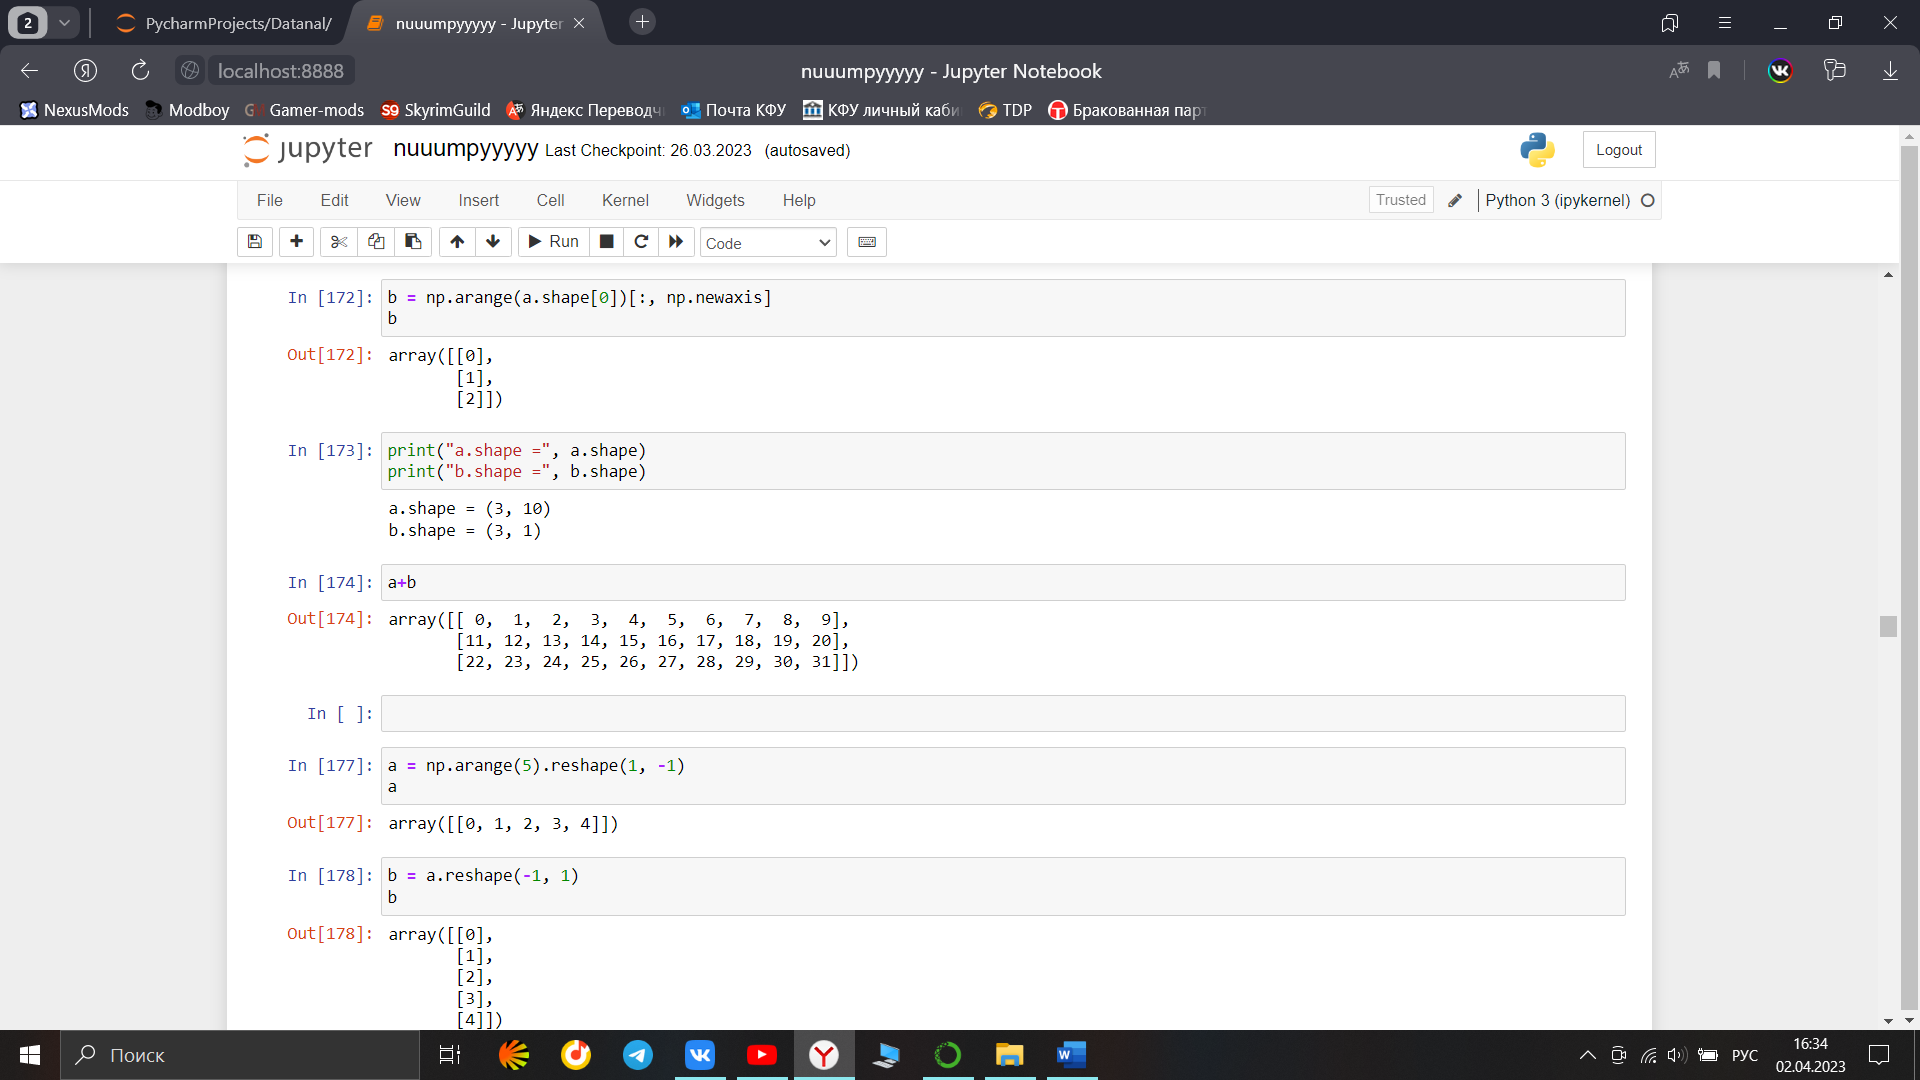 2
PycharmProjects/Datanal/
nuuumpyyyyy - Jupyter
Я
localhost:8888
nuuumpyyyyy - Jupyter Notebook
NexusMods
Modboy
Gamer-mods
S9 SkyrimGuild
Яндекс Переводч
Почта КФУ
КФУ личный каби
TDP
Бракованная парт
jupyter nuuumpyyyyy Last Checkpoint: 26.03.2023 (autosaved)
Logout
File Edit View Insert Cell Kernel Widgets Help
Trusted
Python 3 (ipykernel)
Run
Code
In [172]: b = np.arange(a.shape[0])[:, np.newaxis]
b
Out[172]: array([[0],
[1],
[2]])
In [173]: print("a.shape =", a.shape)
print("b.shape =", b.shape)
a.shape = (3, 10)
b.shape = (3, 1)
In [174]: a+b
Out[174]: array([[ 0,  1,  2,  3,  4,  5,  6,  7,  8,  9],
[11, 12, 13, 14, 15, 16, 17, 18, 19, 20],
[22, 23, 24, 25, 26, 27, 28, 29, 30, 31]])
In [ ]:
In [177]: a = np.arange(5).reshape(1, -1)
a
Out[177]: array([[0, 1, 2, 3, 4]])
In [178]: b = a.reshape(-1, 1)
b
Out[178]: array([[0],
[1],
[2],
[3],
[4]])
Поиск
РУС
16:34
02.04.2023